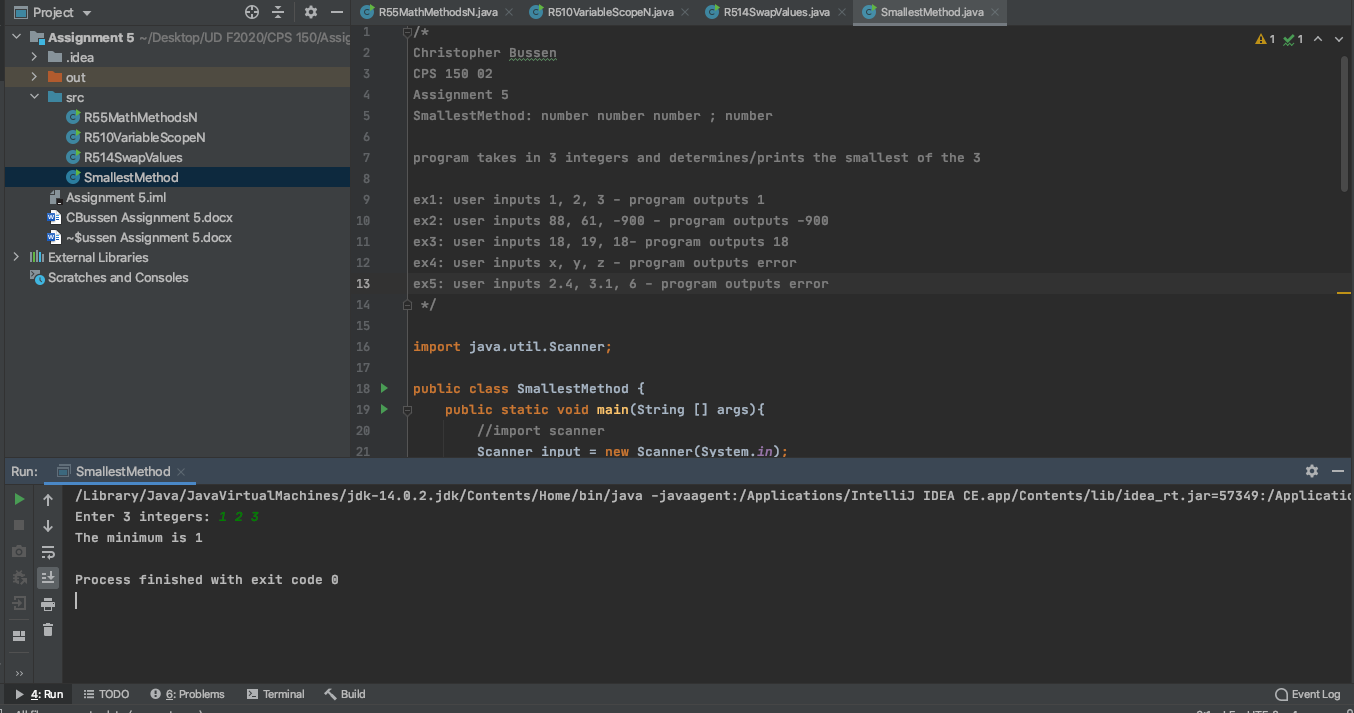 Project
R55MathMethodsN.java
R510VariableScopeN.java
R514SwapValues.java
SmallestMethod.java
Assignment 5 ~/Desktop/UD F2020/CPS 150/Assig
.idea
out
src
R55MathMethodsN
R510VariableScopeN
R514SwapValues
SmallestMethod
Assignment 5.iml
CBussen Assignment 5.docx
~$ussen Assignment 5.docx
External Libraries
Scratches and Consoles
1 /*
2 Christopher Bussen
3 CPS 150 02
4 Assignment 5
5 SmallestMethod: number number number ; number
6
7 program takes in 3 integers and determines/prints the smallest of the 3
8
9 ex1: user inputs 1, 2, 3 - program outputs 1
10 ex2: user inputs 88, 61, -900 - program outputs -900
11 ex3: user inputs 18, 19, 18- program outputs 18
12 ex4: user inputs x, y, z - program outputs error
13 ex5: user inputs 2.4, 3.1, 6 - program outputs error
14 */
15
16 import java.util.Scanner;
17
18 public class SmallestMethod {
19 public static void main(String [] args){
20 //import scanner
21 Scanner input = new Scanner(System.in);
1 1
Run: SmallestMethod
/Library/Java/JavaVirtualMachines/jdk-14.0.2.jdk/Contents/Home/bin/java -javaagent:/Applications/IntelliJ IDEA CE.app/Contents/lib/idea_rt.jar=57349:/Applicatio
Enter 3 integers: 1 2 3
The minimum is 1
Process finished with exit code 0
4: Run
TODO
6: Problems
Terminal
Build
Event Log